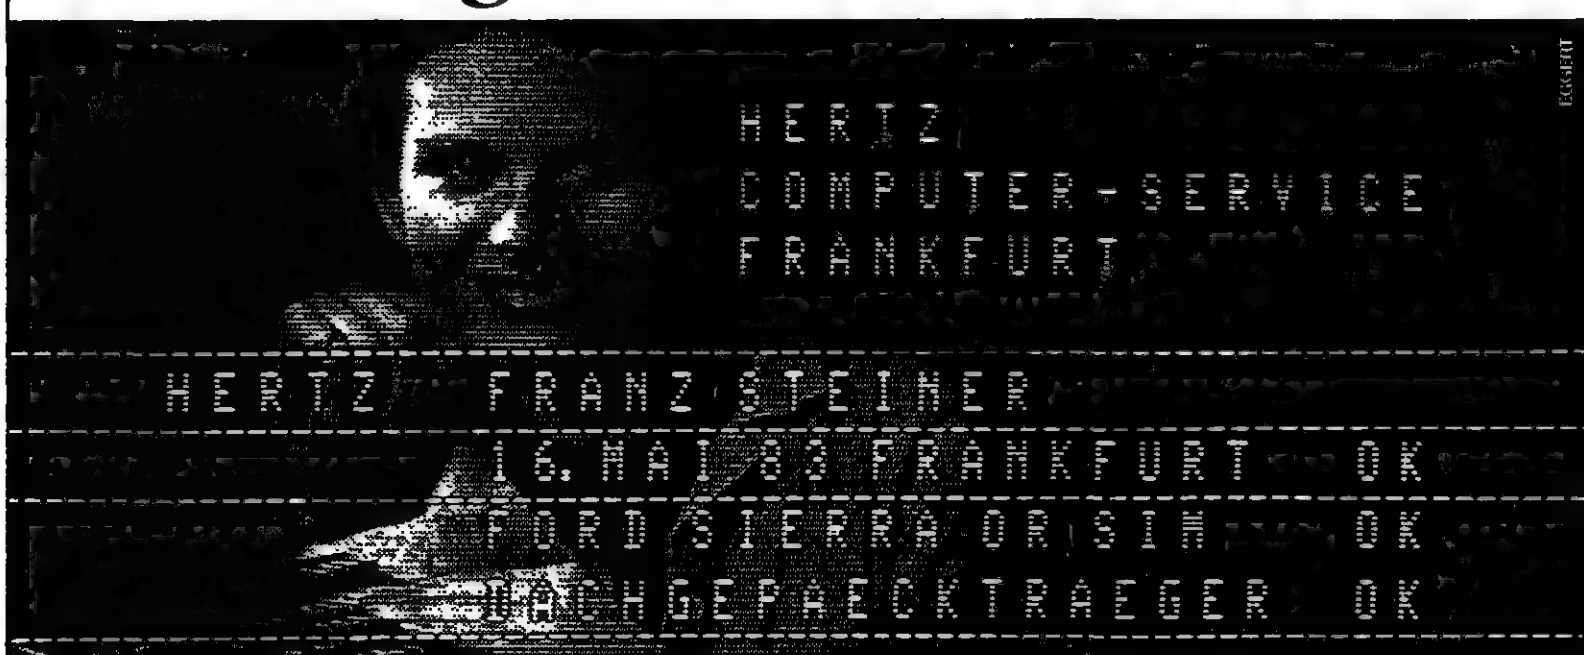 EGGERT
HERTZ
COMPUTER-SERVICE
FRANKFURT
HERTZ FRANZ STEINER
16. MAI 83 FRANKFURT OK
FORD SIERRA OR SIM OK
DACHGEPAECKTRAEGER OK